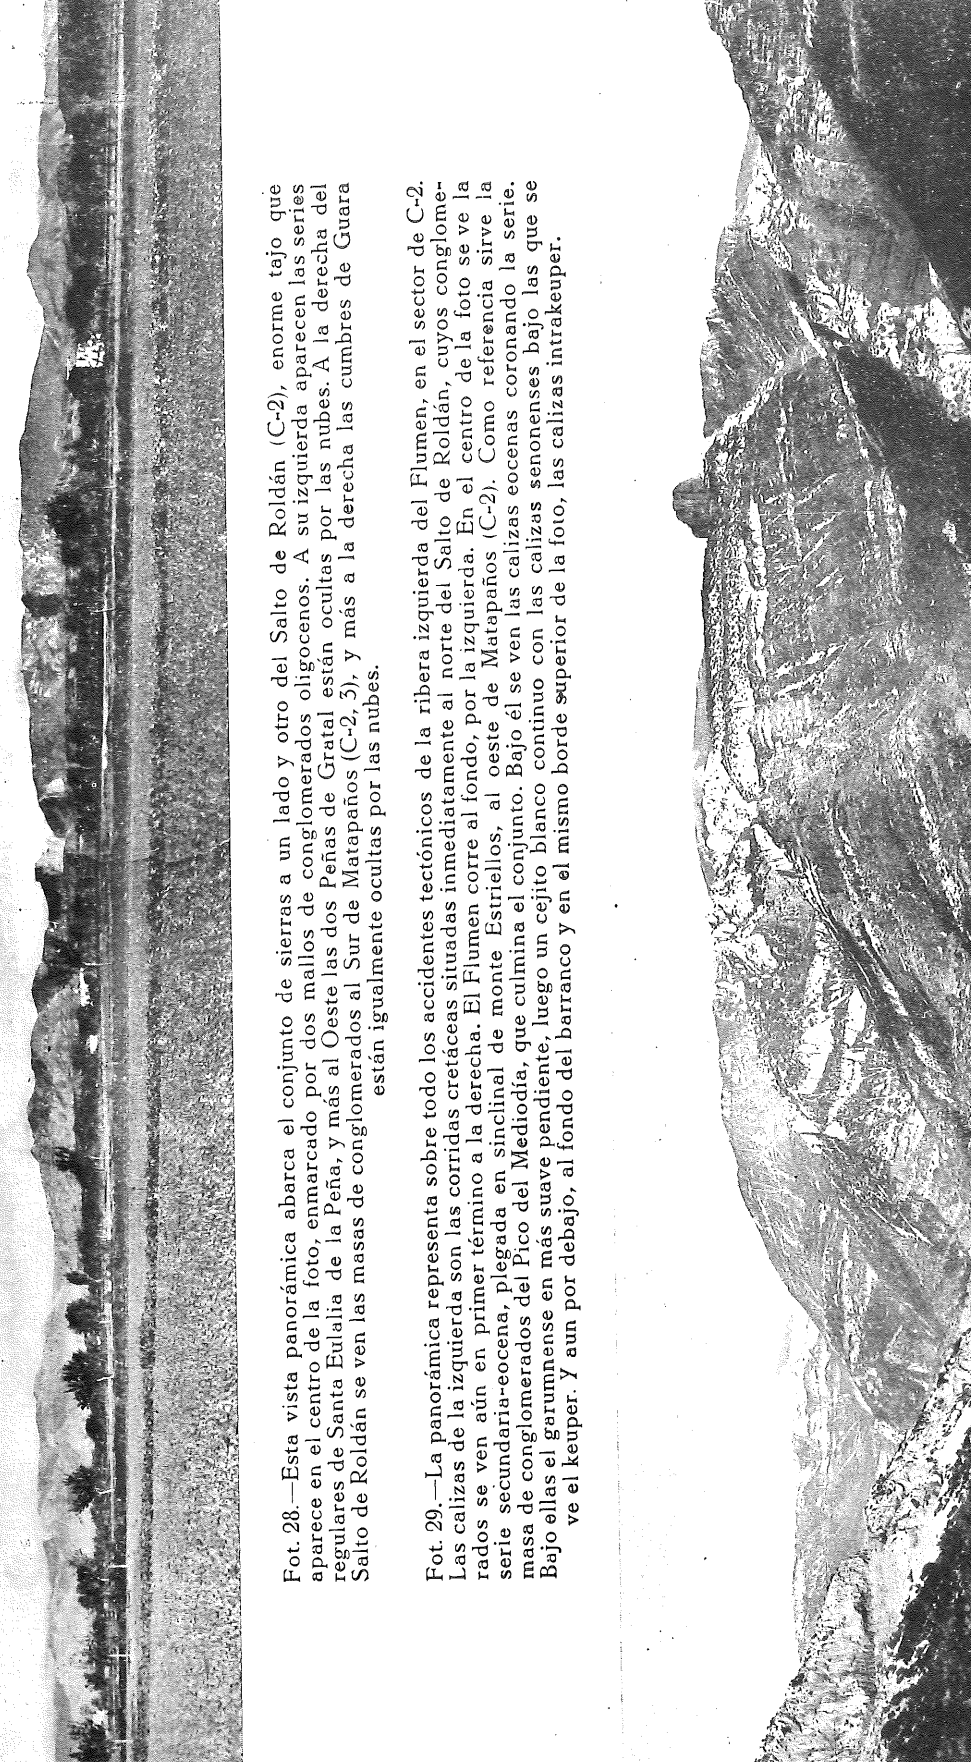 Fot. 28.—Esta vista panorámica abarca el conjunto de sierras a un lado y otro del Salto de Roldán (C-2), enorme tajo que
aparece en el centro de la foto, enmarcado por dos mallos de conglomerados oligocenos. A su izquierda aparecen las series
regulares de Santa Eulalia de la Peña, y más al Oeste las dos Peñas de Gratal están ocultas por las nubes. A la derecha del
Salto de Roldán se ven las masas de conglomerados al Sur de Matapaños (C-2, 3), y más a la derecha las cumbres de Guara
están igualmente ocultas por las nubes.
Fot. 29.—La panorámica representa sobre todo los accidentes tectónicos de la ribera izquierda del Flumen, en el sector de C-2.
Las calizas de la izquierda son las corridas cretáceas situadas inmediatamente al norte del Salto de Roldán, cuyos conglome-
rados se ven aún en primer término a la derecha. El Flumen corre al fondo, por la izquierda. En el centro de la foto se ve la
serie secundaria-eocena, plegada en sinclinal de monte Estriellos, al oeste de Matapaños (C-2). Como referencia sirve la
masa de conglomerados del Pico del Mediodía, que culmina el conjunto. Bajo él se ven las calizas eocenas coronando la serie.
Bajo ellas el garumnense en más suave pendiente, luego un cejito blanco continuo con las calizas senonenses bajo las que se
ve el keuper. y aun por debajo, al fondo del barranco y en el mismo borde superior de la foto, las calizas intrakeuper.